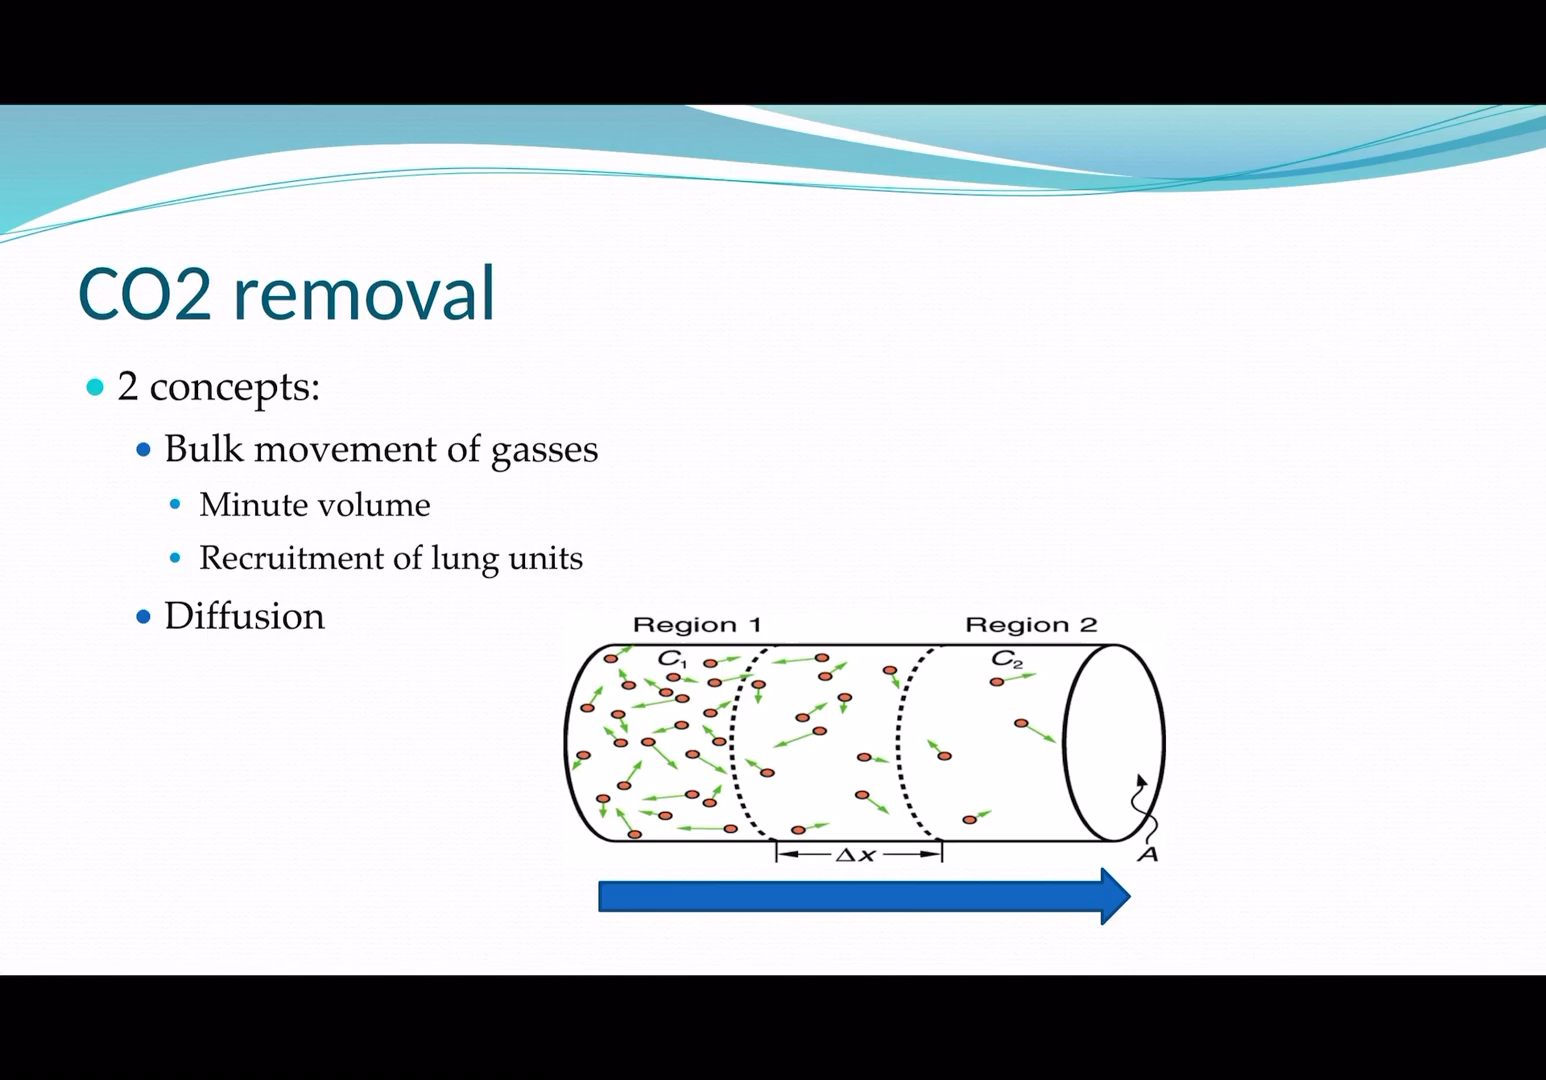 CO2 removal
2 concepts:
Bulk movement of gasses
Minute volume
Recruitment of lung units
Diffusion
Region 1
Region 2
C₁
C₂
Δx
A